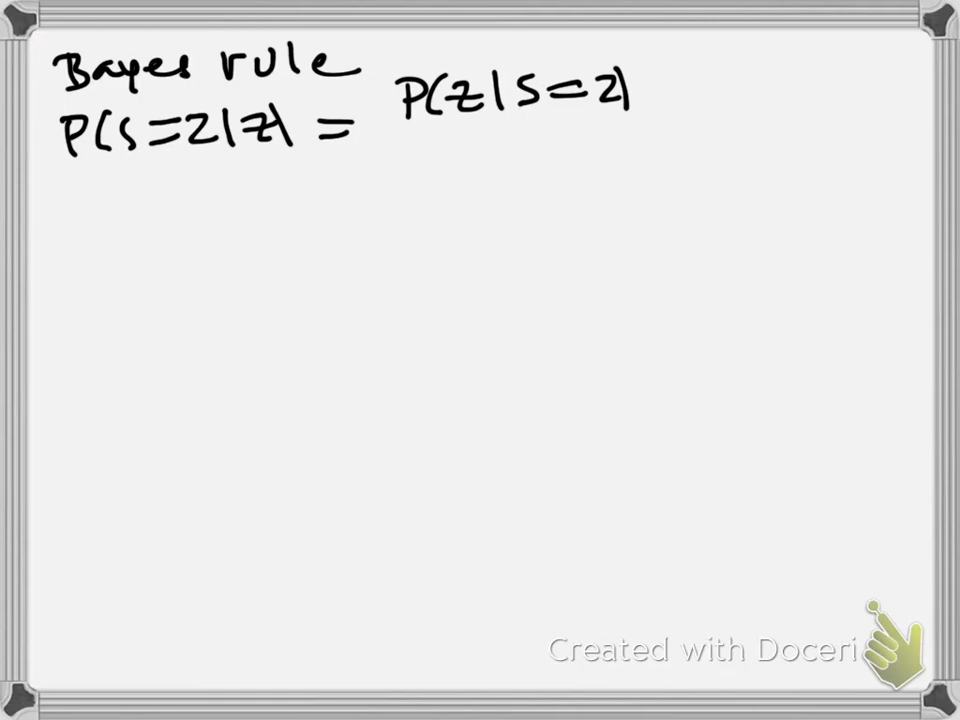 Bayes rule
P(S=2|Z) = P(Z|S=2)
Created with Doceri